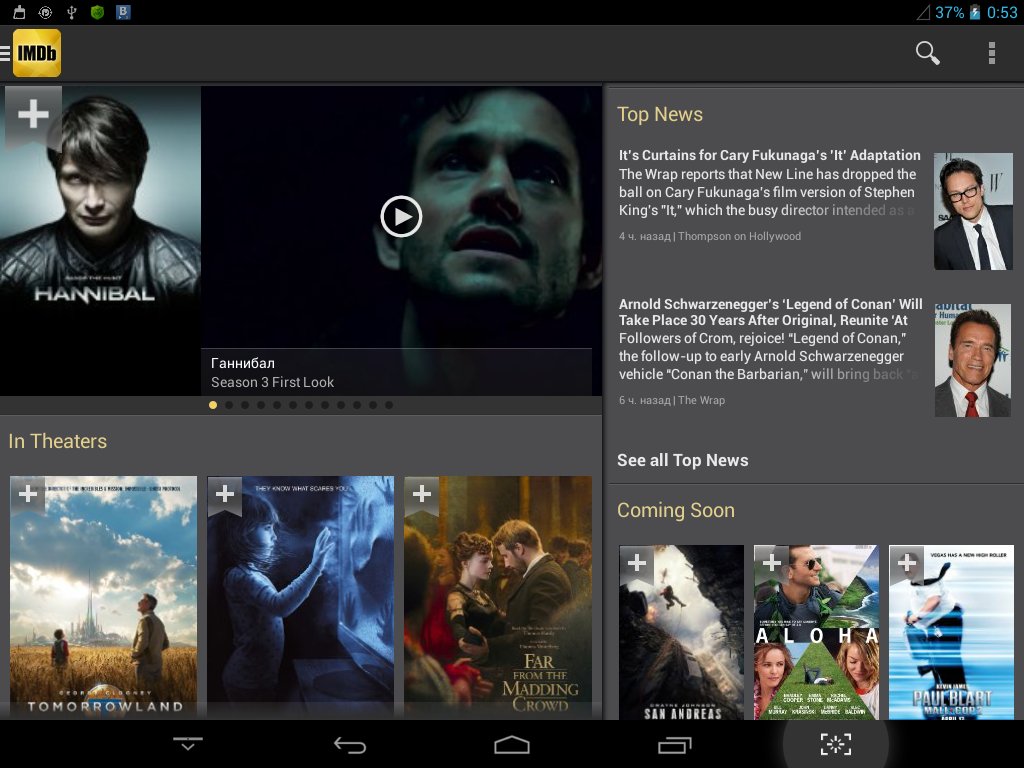 37% 0:53
IMDb
HANNIBAL
Ганнибал
Season 3 First Look
In Theaters
GEORGE CLOONEY
TOMORROWLAND
THEY KNOW WHAT SCARES YOU
FAR
FROM THE
MADDING
CROWD
Top News
It's Curtains for Cary Fukunaga's 'It' Adaptation
The Wrap reports that New Line has dropped the
ball on Cary Fukunaga's film version of Stephen
King's "It," which the busy director intended as a
4 ч. назад | Thompson on Hollywood
Arnold Schwarzenegger's ‘Legend of Conan’ Will
Take Place 30 Years After Original, Reunite ‘At
Followers of Crom, rejoice! “Legend of Conan,”
the follow-up to early Arnold Schwarzenegger
vehicle “Conan the Barbarian,” will bring back “a
6 ч. назад | The Wrap
See all Top News
Coming Soon
DWAYNE JOHNSON
SAN ANDREAS
ALOHA
VEGAS HAS A NEW HIGH ROLLER
KEVIN JAMES
PAUL BLART
MALL COP 2